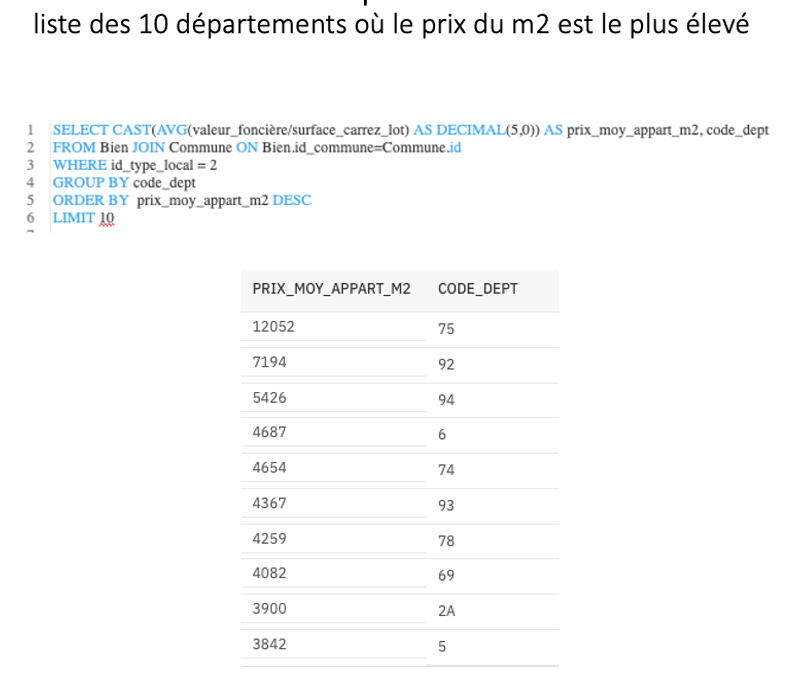 liste des 10 départements où le prix du m2 est le plus élevé
1 SELECT CAST(AVG(valeur_foncière/surface_carrez_lot) AS DECIMAL(5,0)) AS prix_moy_appart_m2, code_dept
2 FROM Bien JOIN Commune ON Bien.id_commune=Commune.id
3 WHERE id_type_local = 2
4 GROUP BY code_dept
5 ORDER BY prix_moy_appart_m2 DESC
6 LIMIT 10
PRIX_MOY_APPART_M2 CODE_DEPT
12052 75
7194 92
5426 94
4687 6
4654 74
4367 93
4259 78
4082 69
3900 2A
3842 5